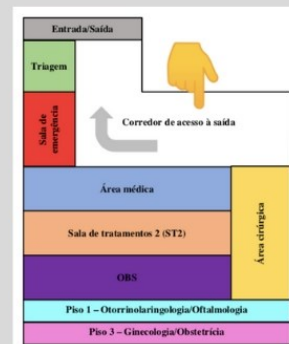 Entrada/Saída
Triagem
Sala de
emergência
Corredor de acesso à saída
Área médica
Sala de tratamentos 2 (ST2)
Área cirúrgica
OBS
Piso 1 – Otorrinolaringologia/Oftalmologia
Piso 3 – Ginecologia/Obstetrícia